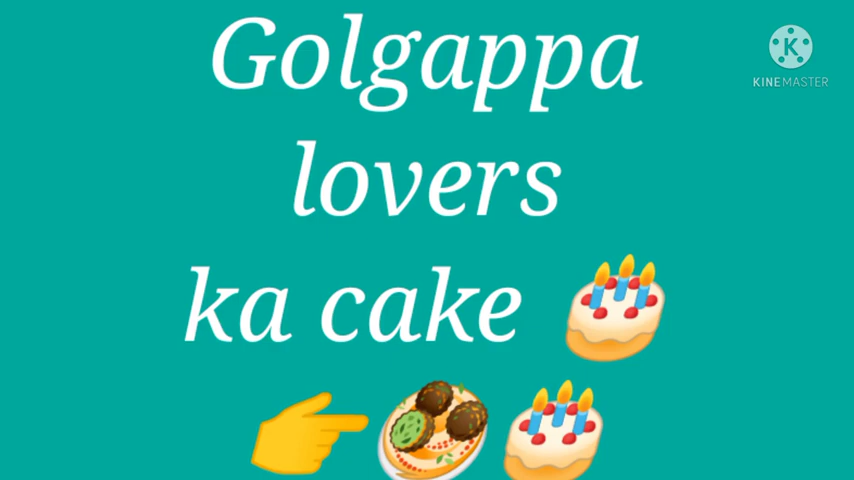 Golgappa
K
KINEMASTER
lovers
ka cake 🎂
👉🧆🎂